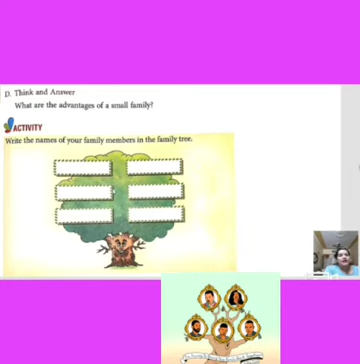 D. Think and Answer
What are the advantages of a small family?
ACTIVITY
Write the names of your family members in the family tree.